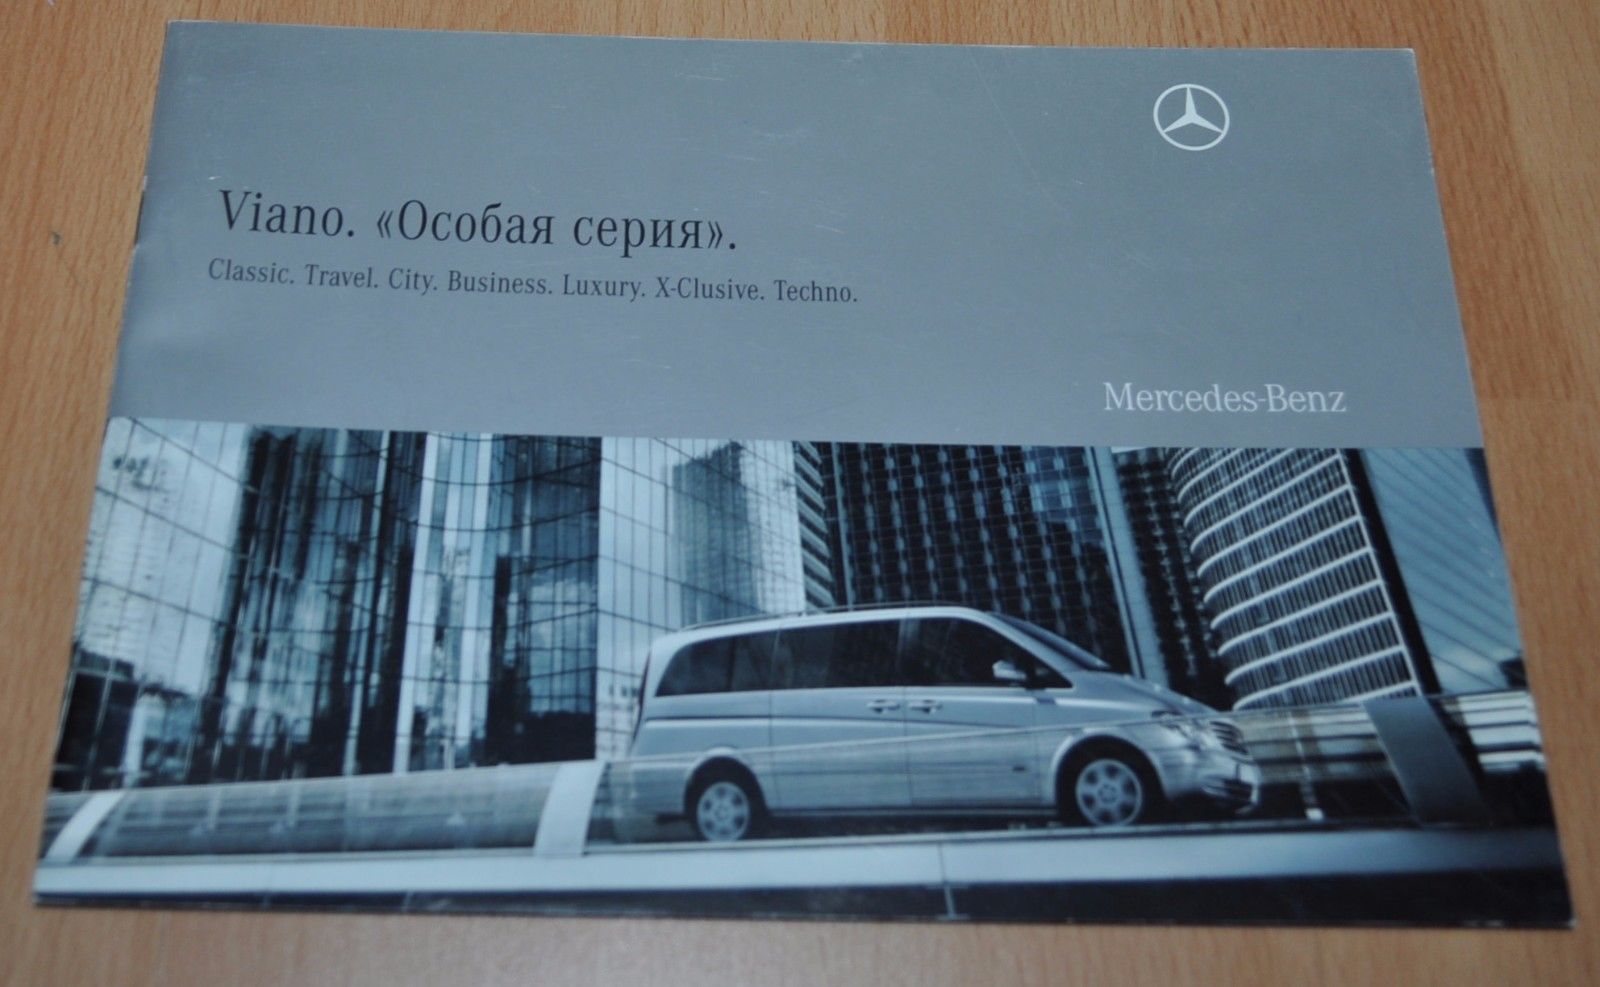 Viano. «Особая серия».
Classic. Travel. City. Business. Luxury. X-Clusive. Techno.
Mercedes-Benz